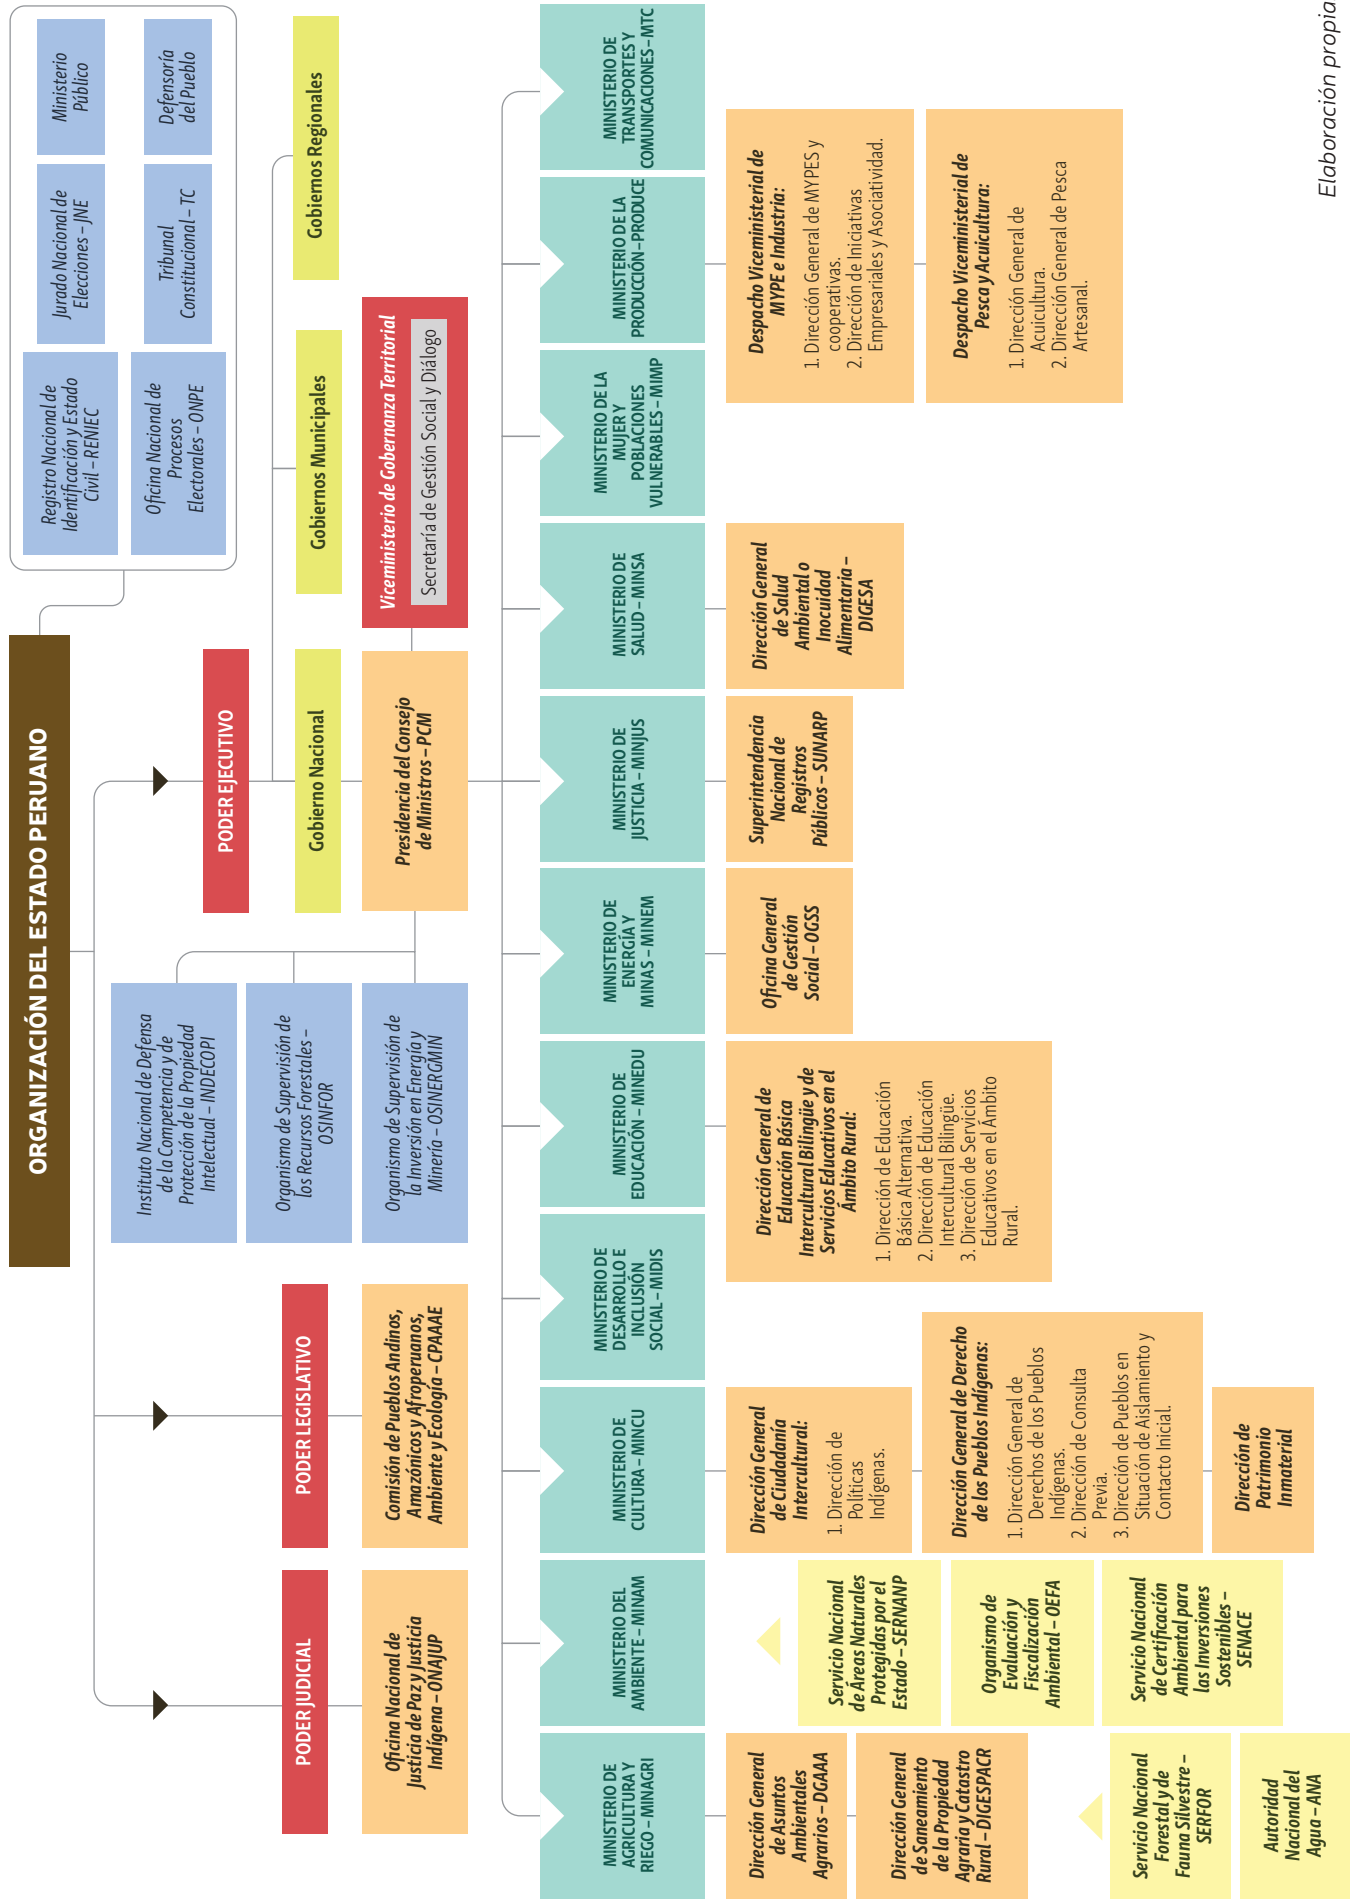 ORGANIZACIÓN DEL ESTADO PERUANO
Registro Nacional de
Identificación y Estado
Civil – RENIEC
Jurado Nacional de
Elecciones – JNE
Ministerio
Público
Oficina Nacional de
Procesos
Electorales – ONPE
Tribunal
Constitucional – TC
Defensoría
del Pueblo
PODER JUDICIAL
Oficina Nacional de
Justicia de Paz y Justicia
Indígena – ONAJUP
PODER LEGISLATIVO
Comisión de Pueblos Andinos,
Amazónicos y Afroperuanos,
Ambiente y Ecología – CPAAAE
Instituto Nacional de Defensa
de la Competencia y de
Protección de la Propiedad
Intelectual – INDECOPI
Organismo de Supervisión de
los Recursos Forestales –
OSINFOR
Organismo de Supervisión de
la Inversión en Energía y
Minería – OSINERGMIN
PODER EJECUTIVO
Gobierno Nacional
Gobiernos Municipales
Gobiernos Regionales
Presidencia del Consejo
de Ministros – PCM
Viceministerio de Gobernanza Territorial
Secretaría de Gestión Social y Diálogo
MINISTERIO DE
AGRICULTURA Y
RIEGO – MINAGRI
Dirección General
de Asuntos
Ambientales
Agrarios – DGAAA
Dirección General
de Saneamiento
de la Propiedad
Agraria y Catastro
Rural – DIGESPACR
Servicio Nacional
Forestal y de
Fauna Silvestre –
SERFOR
Autoridad
Nacional del
Agua – ANA
MINISTERIO DEL
AMBIENTE – MINAM
Servicio Nacional
de Áreas Naturales
Protegidas por el
Estado – SERNANP
Organismo de
Evaluación y
Fiscalización
Ambiental – OEFA
Servicio Nacional
de Certificación
Ambiental para
las Inversiones
Sostenibles –
SENACE
MINISTERIO DE
CULTURA – MINCU
Dirección General
de Ciudadanía
Intercultural:
1. Dirección de
Políticas
Indígenas.
Dirección General de Derecho
de los Pueblos Indígenas:
1. Dirección General de
Derechos de los Pueblos
Indígenas.
2. Dirección de Consulta
Previa.
3. Dirección de Pueblos en
Situación de Aislamiento y
Contacto Inicial.
Dirección de
Patrimonio
Inmaterial
MINISTERIO DE
DESARROLLO E
INCLUSIÓN
SOCIAL – MIDIS
MINISTERIO DE
EDUCACIÓN – MINEDU
Dirección General de
Educación Básica
Intercultural Bilingüe y de
Servicios Educativos en el
Ámbito Rural:
1. Dirección de Educación
Básica Alternativa.
2. Dirección de Educación
Intercultural Bilingüe.
3. Dirección de Servicios
Educativos en el Ámbito
Rural.
MINISTERIO DE
ENERGÍA Y
MINAS – MINEM
Oficina General
de Gestión
Social – OGSS
MINISTERIO DE
JUSTICIA – MINJUS
Superintendencia
Nacional de
Registros
Públicos – SUNARP
MINISTERIO DE
SALUD – MINSA
Dirección General
de Salud
Ambiental o
Inocuidad
Alimentaria –
DIGESA
MINISTERIO DE LA
MUJER Y
POBLACIONES
VULNERABLES – MIMP
MINISTERIO DE LA
PRODUCCIÓN – PRODUCE
Despacho Viceministerial de
MYPE e Industria:
1. Dirección General de MYPES y
cooperativas.
2. Dirección de Iniciativas
Empresariales y Asociatividad.
Despacho Viceministerial de
Pesca y Acuicultura:
1. Dirección General de
Acuicultura.
2. Dirección General de Pesca
Artesanal.
MINISTERIO DE
TRANSPORTES Y
COMUNICACIONES – MTC
Elaboración propia